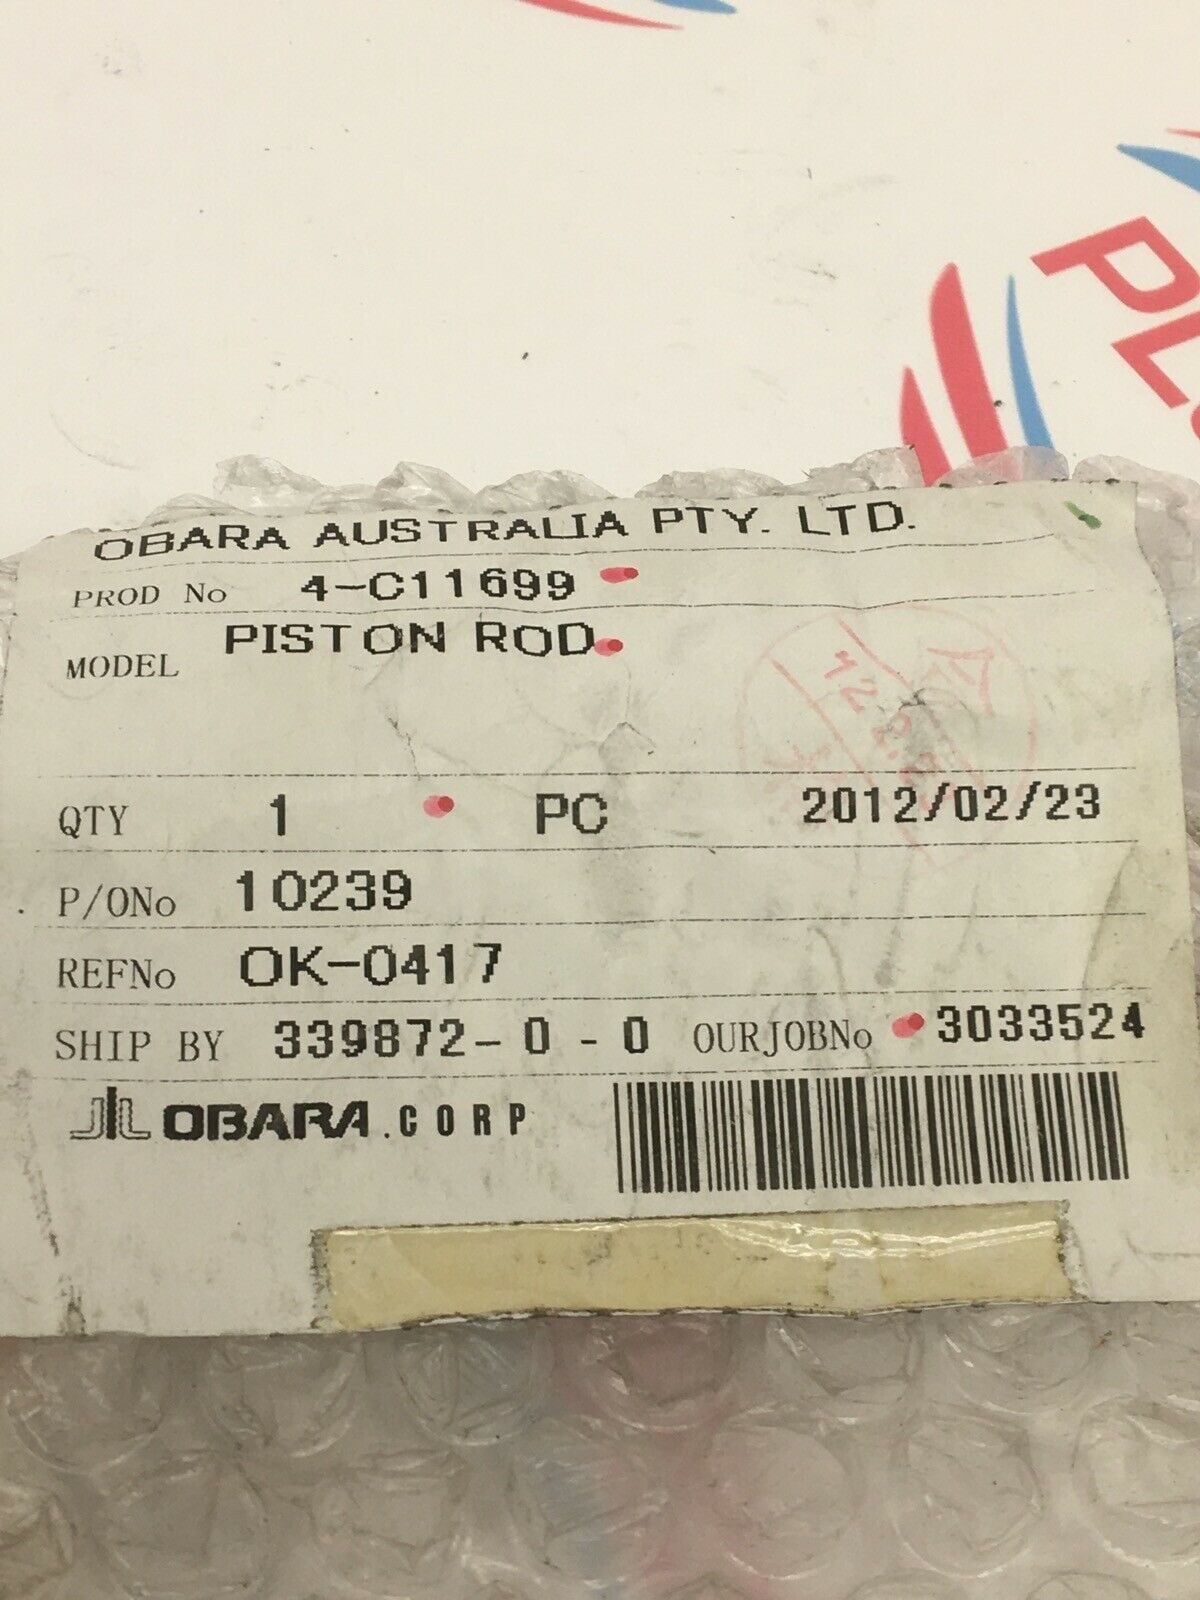 OBARA AUSTRALIA PTY. LTD.
PROD No 4-C11699
MODEL PISTON ROD
QTY 1 PC 2012/02/23
P/ONo 10239
REFNo OK-0417
SHIP BY 339872-0-0 OURJOBNo 3033524
OBARA.CORP